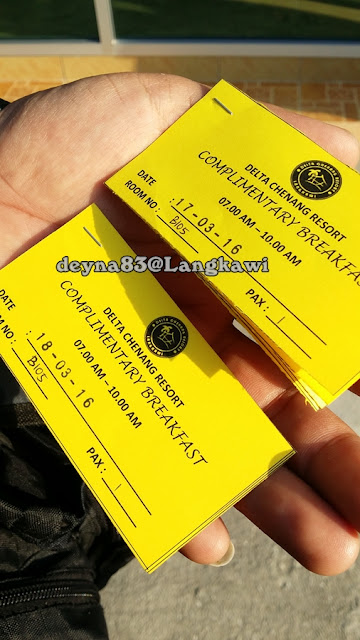 DELTA CHENANG RESORT
COMPLIMENTARY BREAKFAST
07.00 AM - 10.00 AM
DATE : 17-03-16
ROOM NO. : B105
PAX : 1
deyna83@Langkawi
DELTA CHENANG RESORT
COMPLIMENTARY BREAKFAST
07.00 AM - 10.00 AM
DATE : 18-03-16
ROOM NO. : B105
PAX : 1